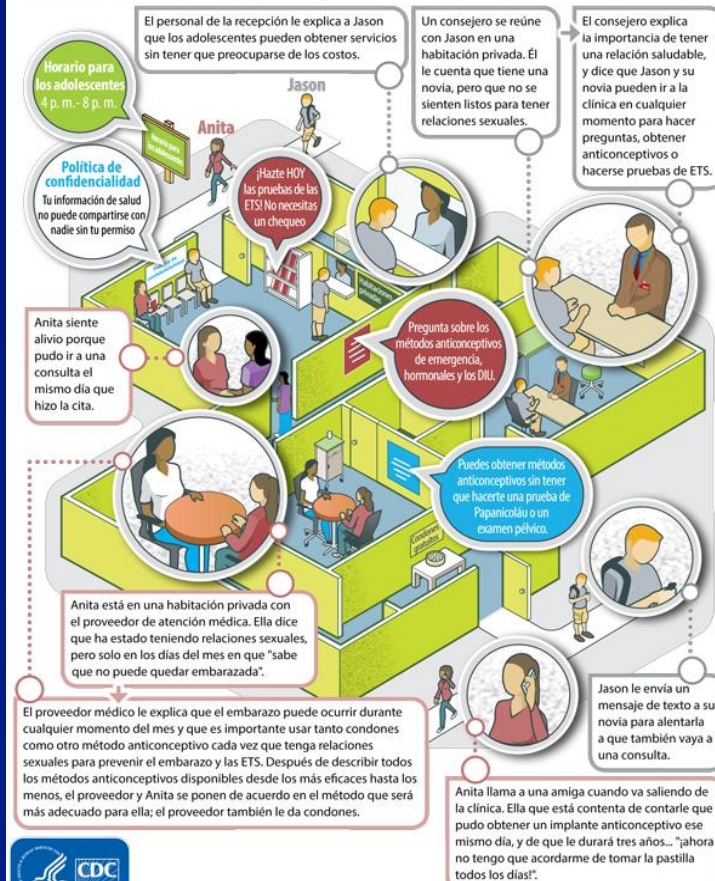 El personal de la recepción le explica a Jason
que los adolescentes pueden obtener servicios
sin tener que preocuparse de los costos.
Un consejero se reúne
con Jason en una
habitación privada. Él
le cuenta que tiene una
novia, pero que no se
sienten listos para tener
relaciones sexuales.
El consejero explica
la importancia de tener
una relación saludable,
y dice que Jason y su
novia pueden ir a la
clínica en cualquier
momento para hacer
preguntas, obtener
anticonceptivos o
hacerse pruebas de ETS.
Horario para
los adolescentes
4 p. m.- 8 p. m.
Jason
Anita
Horario para
los adolescentes
Política de
confidencialidad
Tu información de salud
no puede compartirse con
nadie sin tu permiso
¡Hazte HOY
las pruebas de las
ETS! No necesitas
un chequeo
Política de
confidencialidad
Habitaciones
privadas
Anita siente
alivio porque
pudo ir a una
consulta el
mismo día que
hizo la cita.
Pregunta sobre los
métodos anticonceptivos
de emergencia,
hormonales y los DIU.
Puedes obtener métodos
anticonceptivos sin tener
que hacerte una prueba de
Papanicoláu o un
examen pélvico.
Condones
gratuitos
Anita está en una habitación privada con
el proveedor de atención médica. Ella dice
que ha estado teniendo relaciones sexuales,
pero solo en los días del mes en que "sabe
que no puede quedar embarazada".
El proveedor médico le explica que el embarazo puede ocurrir durante
cualquier momento del mes y que es importante usar tanto condones
como otro método anticonceptivo cada vez que tenga relaciones
sexuales para prevenir el embarazo y las ETS. Después de describir todos
los métodos anticonceptivos disponibles desde los más eficaces hasta los
menos, el proveedor y Anita se ponen de acuerdo en el método que será
más adecuado para ella; el proveedor también le da condones.
Jason le envía un
mensaje de texto a su
novia para alentarla
a que también vaya a
una consulta.
Anita llama a una amiga cuando va saliendo de
la clínica. Ella que está contenta de contarle que
pudo obtener un implante anticonceptivo ese
mismo día, y de que le durará tres años... "¡ahora
no tengo que acordarme de tomar la pastilla
todos los días!".
CDC